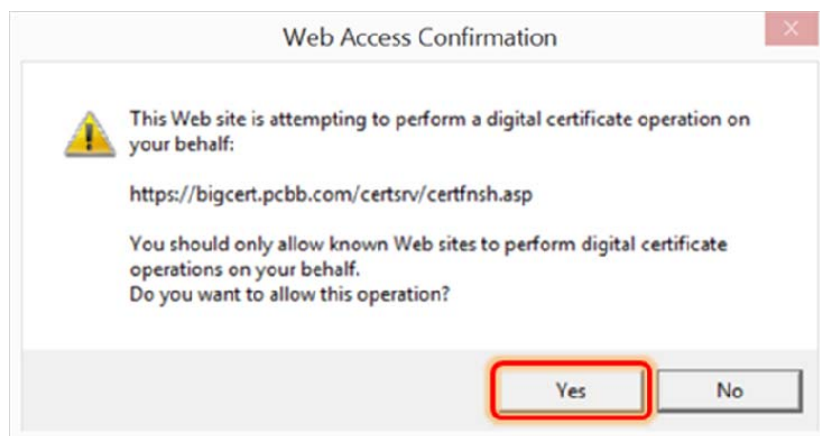 Web Access Confirmation
This Web site is attempting to perform a digital certificate operation on
your behalf:
https://bigcert.pcbb.com/certsrv/certfnsh.asp
You should only allow known Web sites to perform digital certificate
operations on your behalf.
Do you want to allow this operation?
Yes No